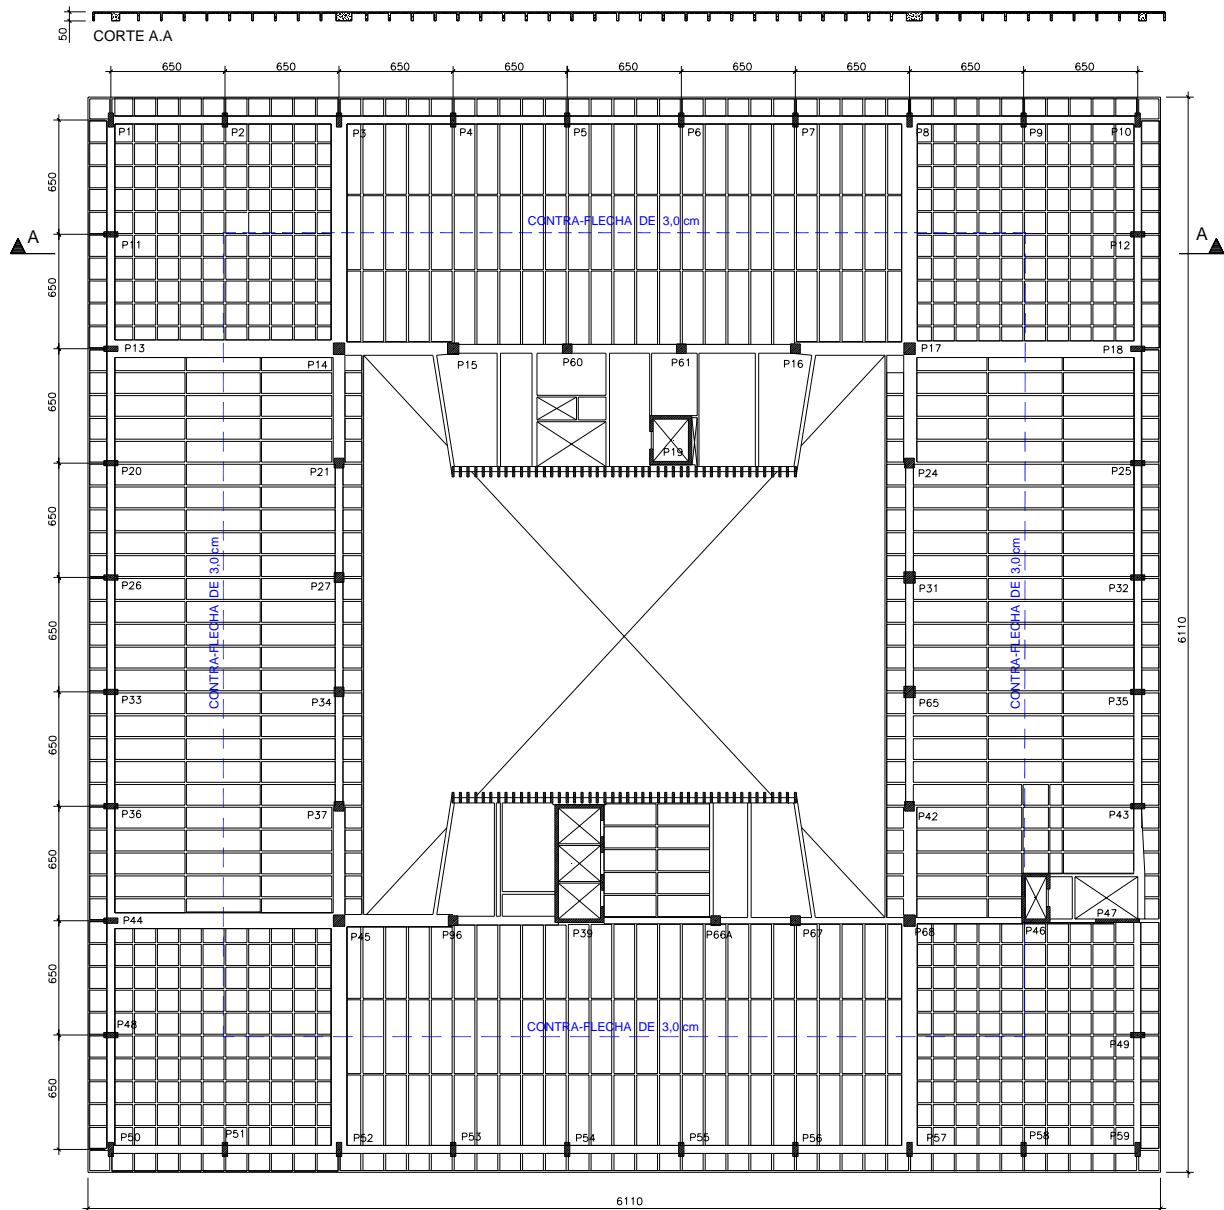 50
CORTE A.A
650 650 650 650 650 650 650 650 650
P1 P2 P3 P4 P5 P6 P7 P8 P9 P10
650
CONTRA-FLECHA DE 3,0 cm
A A
P11 P12
650
P13 P14 P15 P60 P61 P16 P17 P18
650
P19
P20 P21 P24 P25
650
CONTRA-FLECHA DE 3,0 cm
CONTRA-FLECHA DE 3,0 cm
P26 P27 P31 P32
650
6110
P33 P34 P65 P35
650
P36 P37 P42 P43
650
P44 P45 P96 P39 P66A P67 P68 P46 P47
650
CONTRA-FLECHA DE 3,0 cm
P48 P49
650
P50 P51 P52 P53 P54 P55 P56 P57 P58 P59
6110